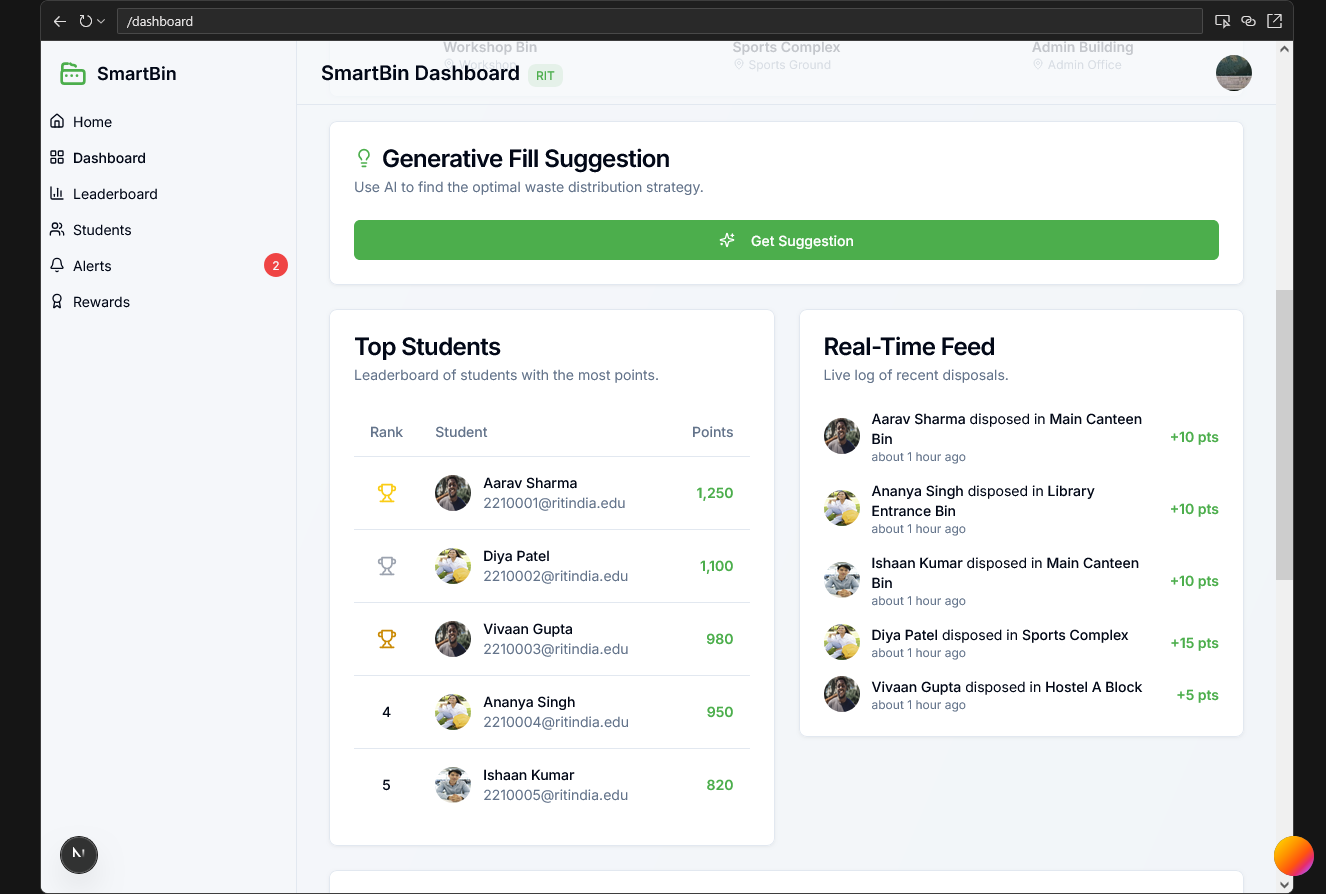 /dashboard
SmartBin
Home
Dashboard
Leaderboard
Students
Alerts
2
Rewards
Workshop Bin
Sports Complex
Admin Building
Workshop
Sports Ground
Admin Office
SmartBin Dashboard
RIT
Generative Fill Suggestion
Use AI to find the optimal waste distribution strategy.
Get Suggestion
Top Students
Leaderboard of students with the most points.
Rank Student Points
Aarav Sharma
2210001@ritindia.edu
1,250
Diya Patel
2210002@ritindia.edu
1,100
Vivaan Gupta
2210003@ritindia.edu
980
4
Ananya Singh
2210004@ritindia.edu
950
5
Ishaan Kumar
2210005@ritindia.edu
820
Real-Time Feed
Live log of recent disposals.
Aarav Sharma disposed in Main Canteen
Bin
about 1 hour ago
+10 pts
Ananya Singh disposed in Library
Entrance Bin
about 1 hour ago
+10 pts
Ishaan Kumar disposed in Main Canteen
Bin
about 1 hour ago
+10 pts
Diya Patel disposed in Sports Complex
about 1 hour ago
+15 pts
Vivaan Gupta disposed in Hostel A Block
about 1 hour ago
+5 pts
N